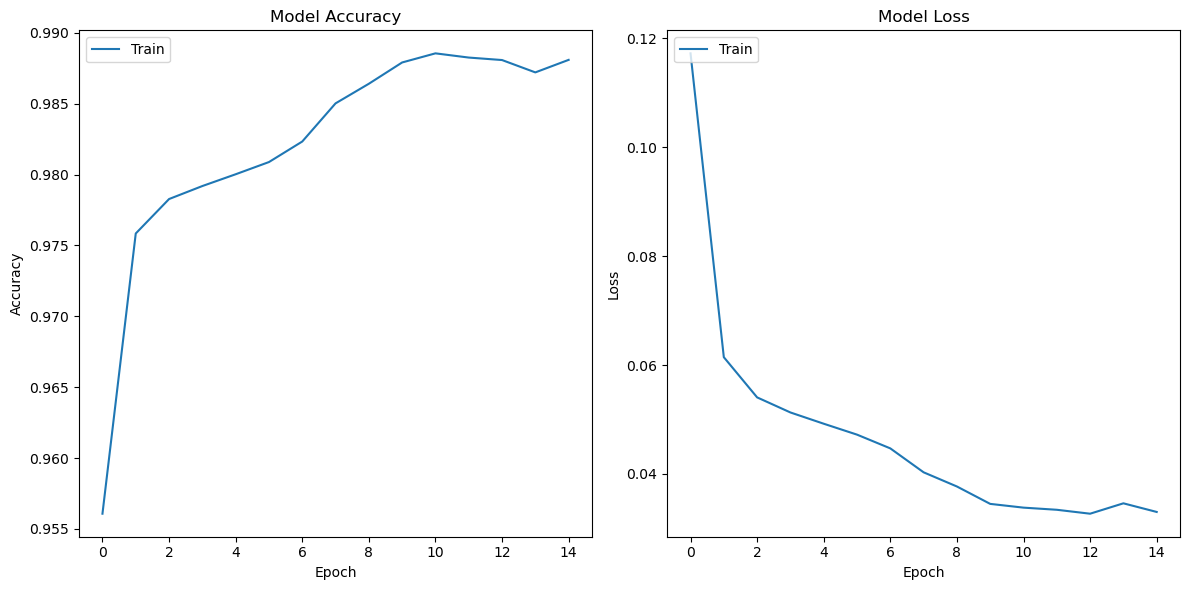 Model Accuracy
Train
0.990
0.985
0.980
0.975
0.970
0.965
0.960
0.955
Accuracy
0 2 4 6 8 10 12 14
Epoch
Model Loss
Train
0.12
0.10
0.08
0.06
0.04
Loss
0 2 4 6 8 10 12 14
Epoch